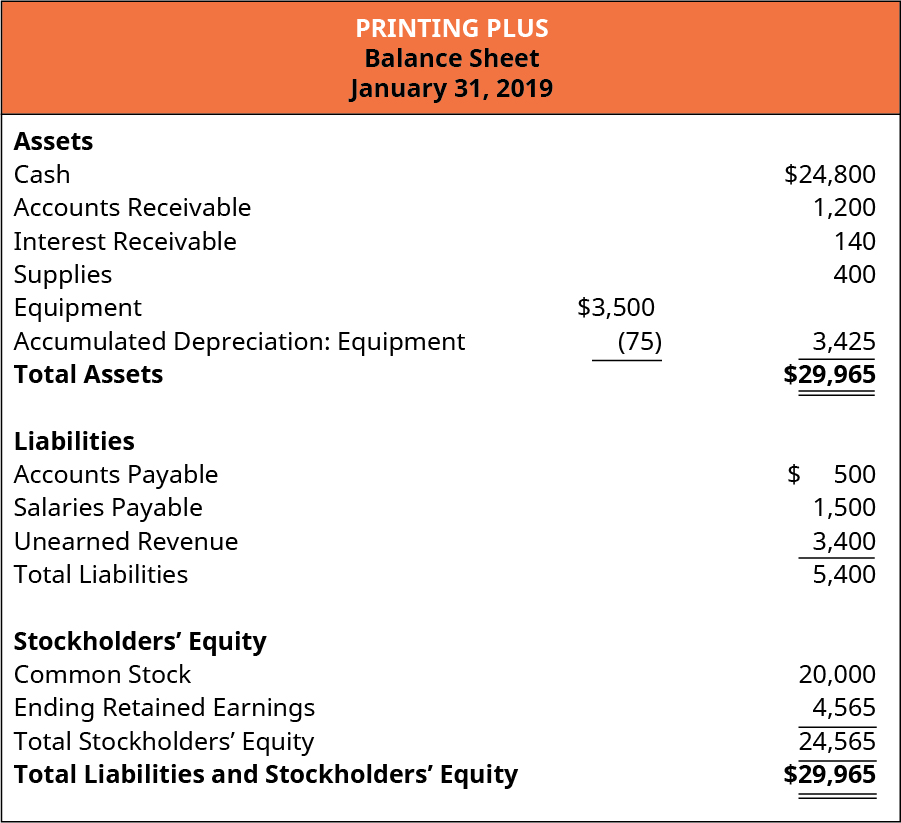 PRINTING PLUS
Balance Sheet
January 31, 2019
Assets
Cash $24,800
Accounts Receivable 1,200
Interest Receivable 140
Supplies 400
Equipment $3,500
Accumulated Depreciation: Equipment (75) 3,425
Total Assets $29,965
Liabilities
Accounts Payable $ 500
Salaries Payable 1,500
Unearned Revenue 3,400
Total Liabilities 5,400
Stockholders’ Equity
Common Stock 20,000
Ending Retained Earnings 4,565
Total Stockholders’ Equity 24,565
Total Liabilities and Stockholders’ Equity $29,965